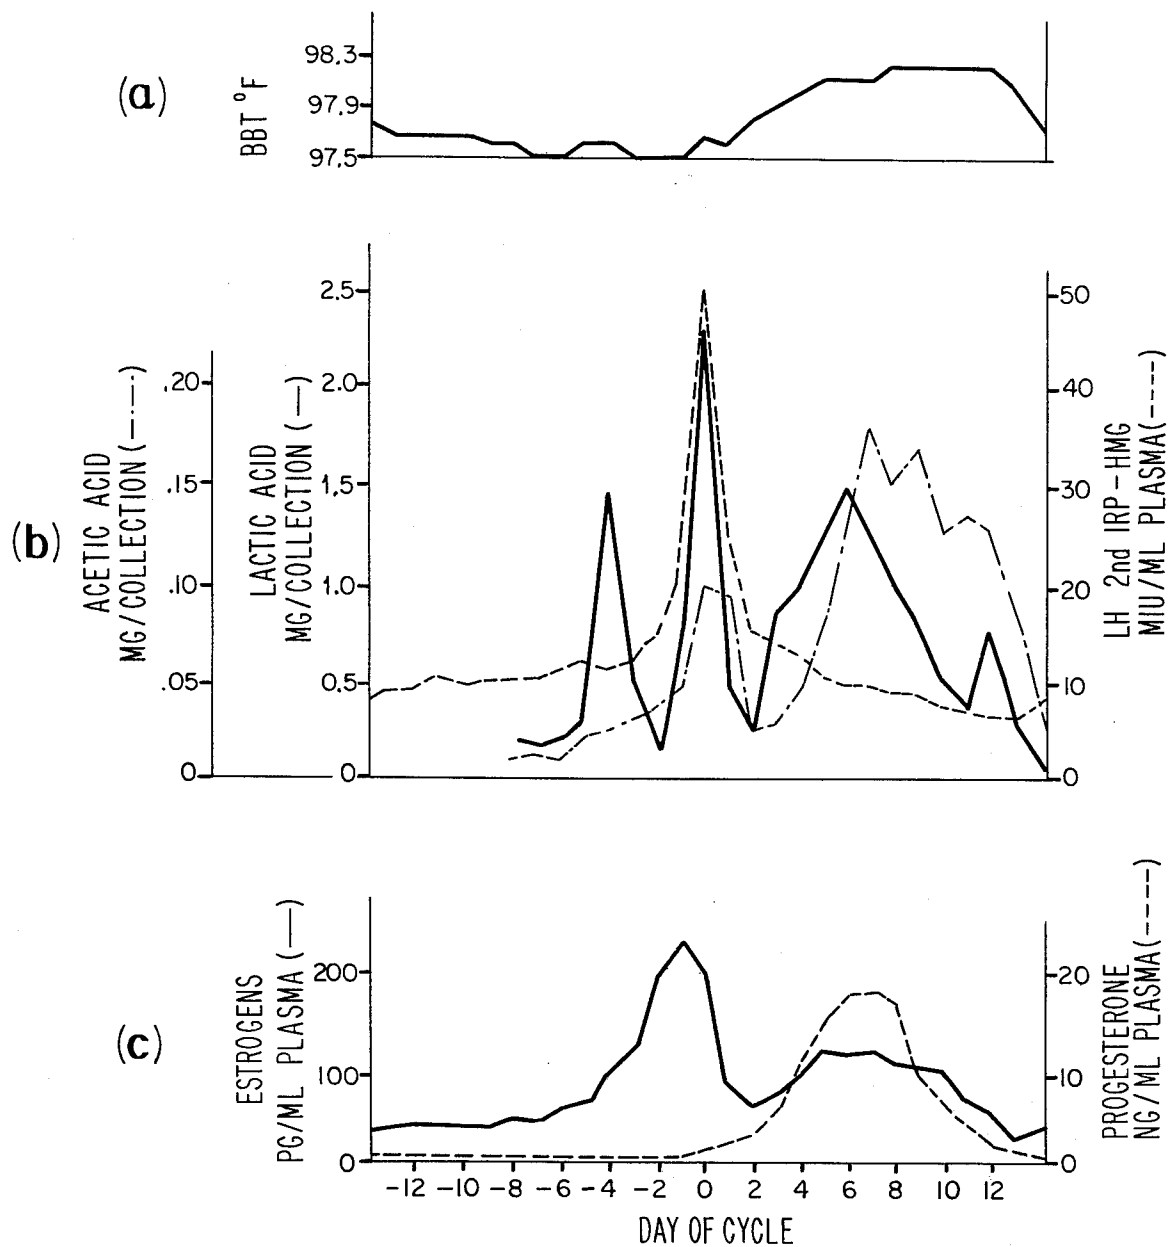 (a)
BBT °F
98.3
97.9
97.5
(b)
ACETIC ACID
MG/COLLECTION (—·—·—)
.20
.15
.10
.05
0
LACTIC ACID
MG/COLLECTION (—)
2.5
2.0
1.5
1.0
0.5
0
50
40
30
20
10
0
LH 2nd IRP-HMG
MIU/ML PLASMA (----)
(c)
ESTROGENS
PG/ML PLASMA (—)
200
100
0
20
10
0
PROGESTERONE
NG/ML PLASMA (----)
-12 -10 -8 -6 -4 -2 0 2 4 6 8 10 12
DAY OF CYCLE